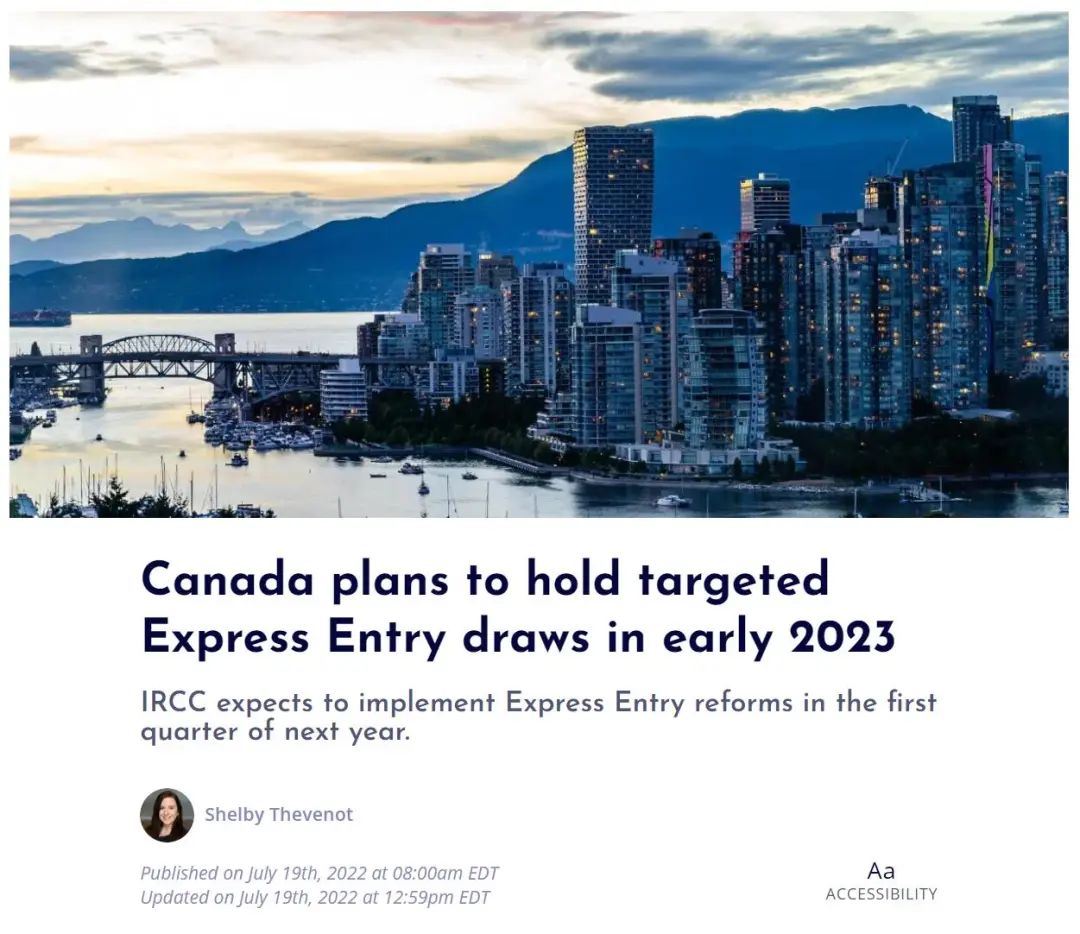 Canada plans to hold targeted
Express Entry draws in early 2023
IRCC expects to implement Express Entry reforms in the first
quarter of next year.
Shelby Thevenot
Published on July 19th, 2022 at 08:00am EDT
Updated on July 19th, 2022 at 12:59pm EDT
Aa
ACCESSIBILITY